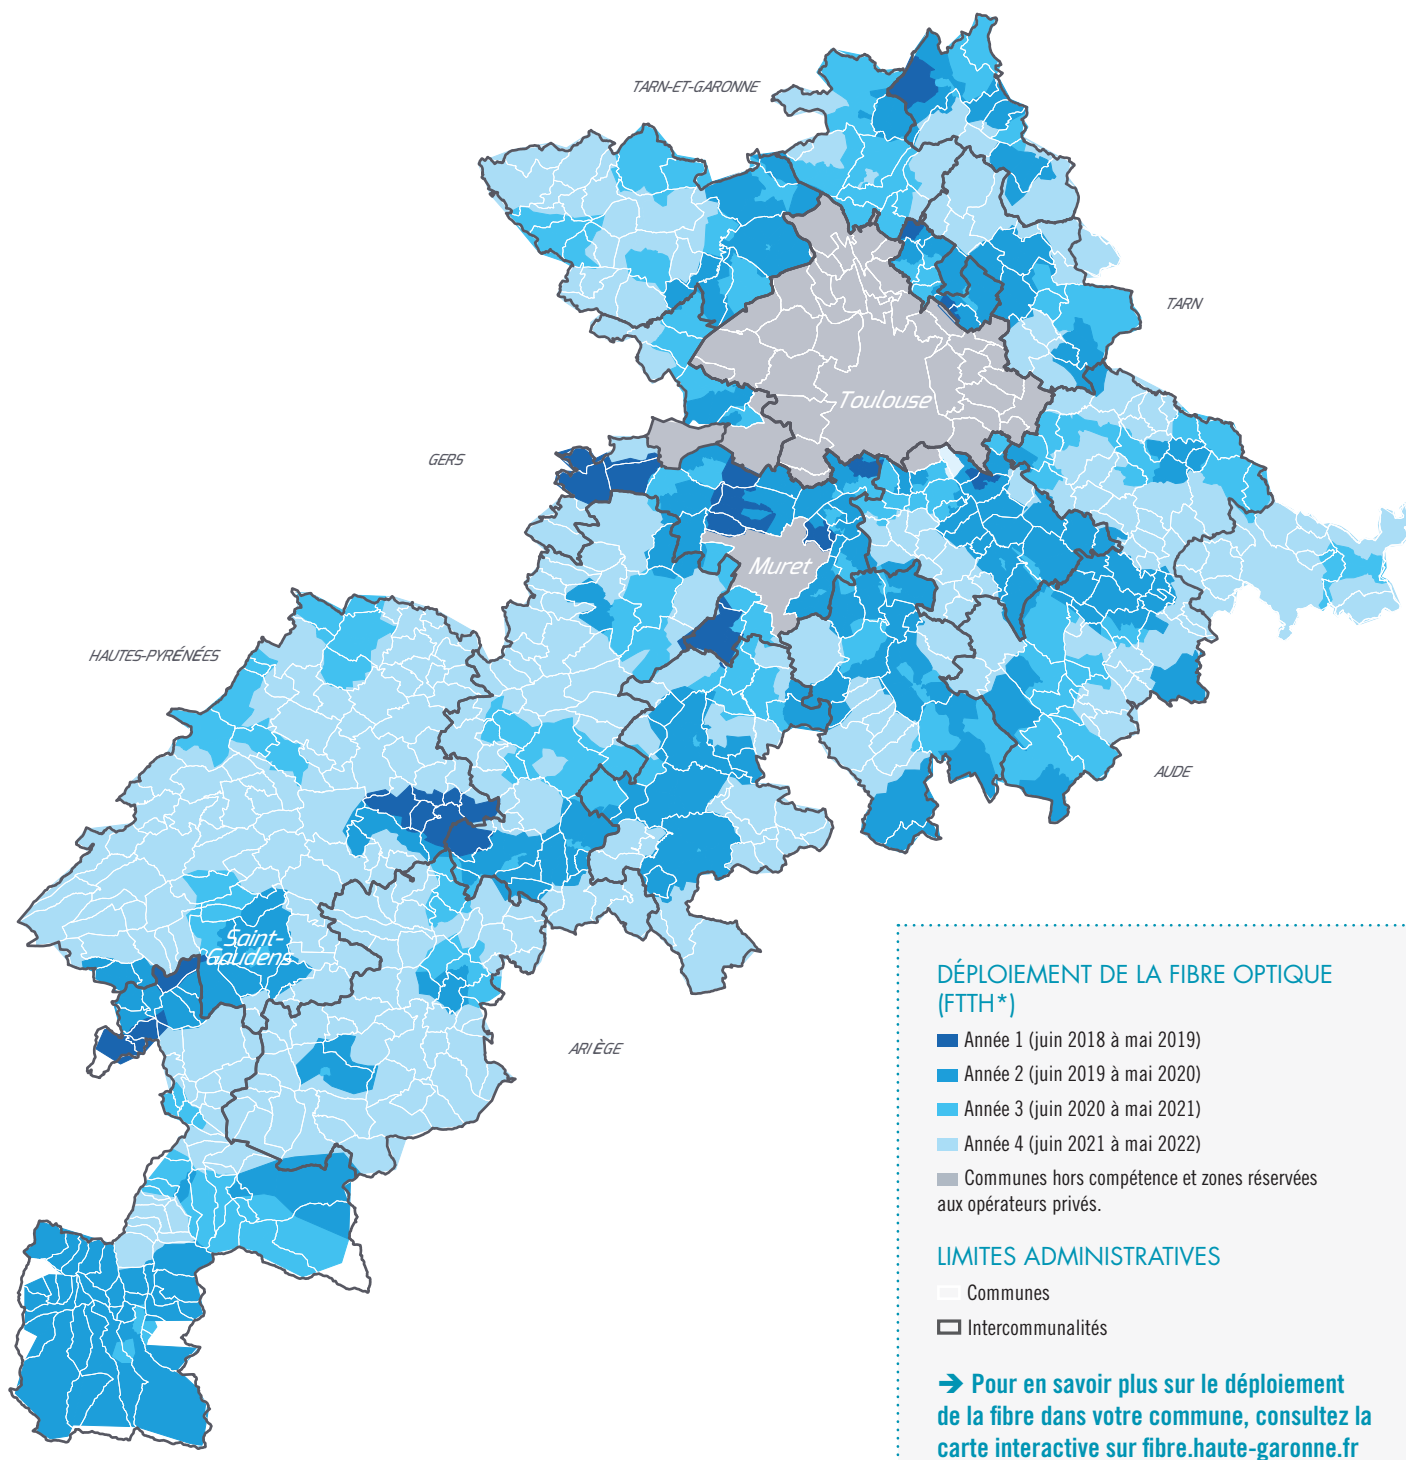 TARN-ET-GARONNE
TARN
Toulouse
GERS
Muret
HAUTES-PYRÉNÉES
AUDE
Saint-
Gaudens
ARIÈGE
DÉPLOIEMENT DE LA FIBRE OPTIQUE
(FTTH*)
Année 1 (juin 2018 à mai 2019)
Année 2 (juin 2019 à mai 2020)
Année 3 (juin 2020 à mai 2021)
Année 4 (juin 2021 à mai 2022)
Communes hors compétence et zones réservées
aux opérateurs privés.
LIMITES ADMINISTRATIVES
Communes
Intercommunalités
➔ Pour en savoir plus sur le déploiement
de la fibre dans votre commune, consultez la
carte interactive sur fibre.haute-garonne.fr